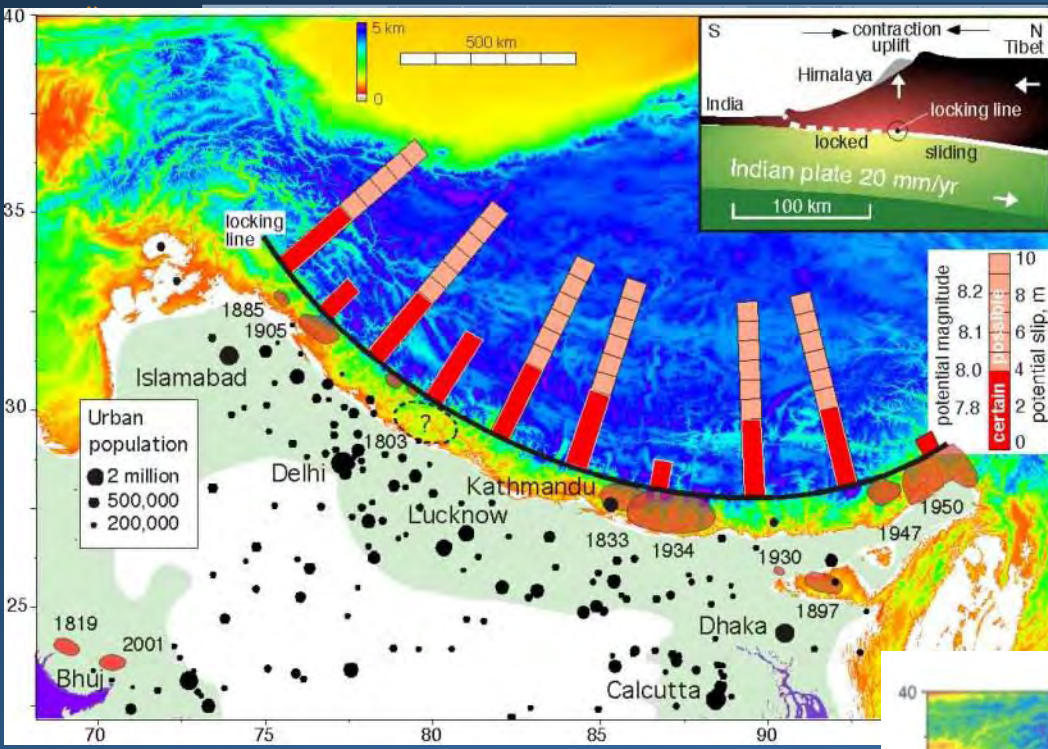 40
35
30
25
70
75
80
85
90
5 km
0
500 km
S
contraction
uplift
N
Tibet
Himalaya
India
locking line
locked
sliding
Indian plate 20 mm/yr
100 km
locking
line
potential magnitude
8.2
8.1
8.0
7.8
certain possible
10
8
6
4
2
0
potential slip, m
1885
1905
Islamabad
Urban
population
2 million
500,000
200,000
?
1803
Delhi
Kathmandu
Lucknow
1833
1934
1930
1947
1950
1897
Dhaka
Calcutta
1819
2001
Bhuj
40